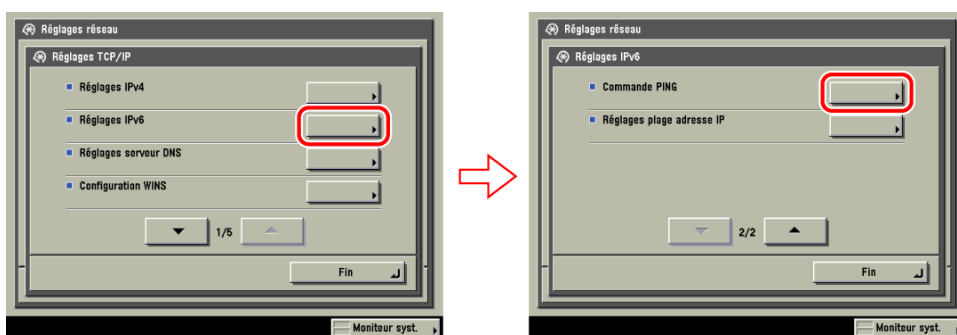 Réglages réseau
Réglages TCP/IP
Réglages IPv4
Réglages IPv6
Réglages serveur DNS
Configuration WINS
1/5
Fin
Moniteur syst.
Réglages réseau
Réglages IPv6
Commande PING
Réglages plage adresse IP
2/2
Fin
Moniteur syst.